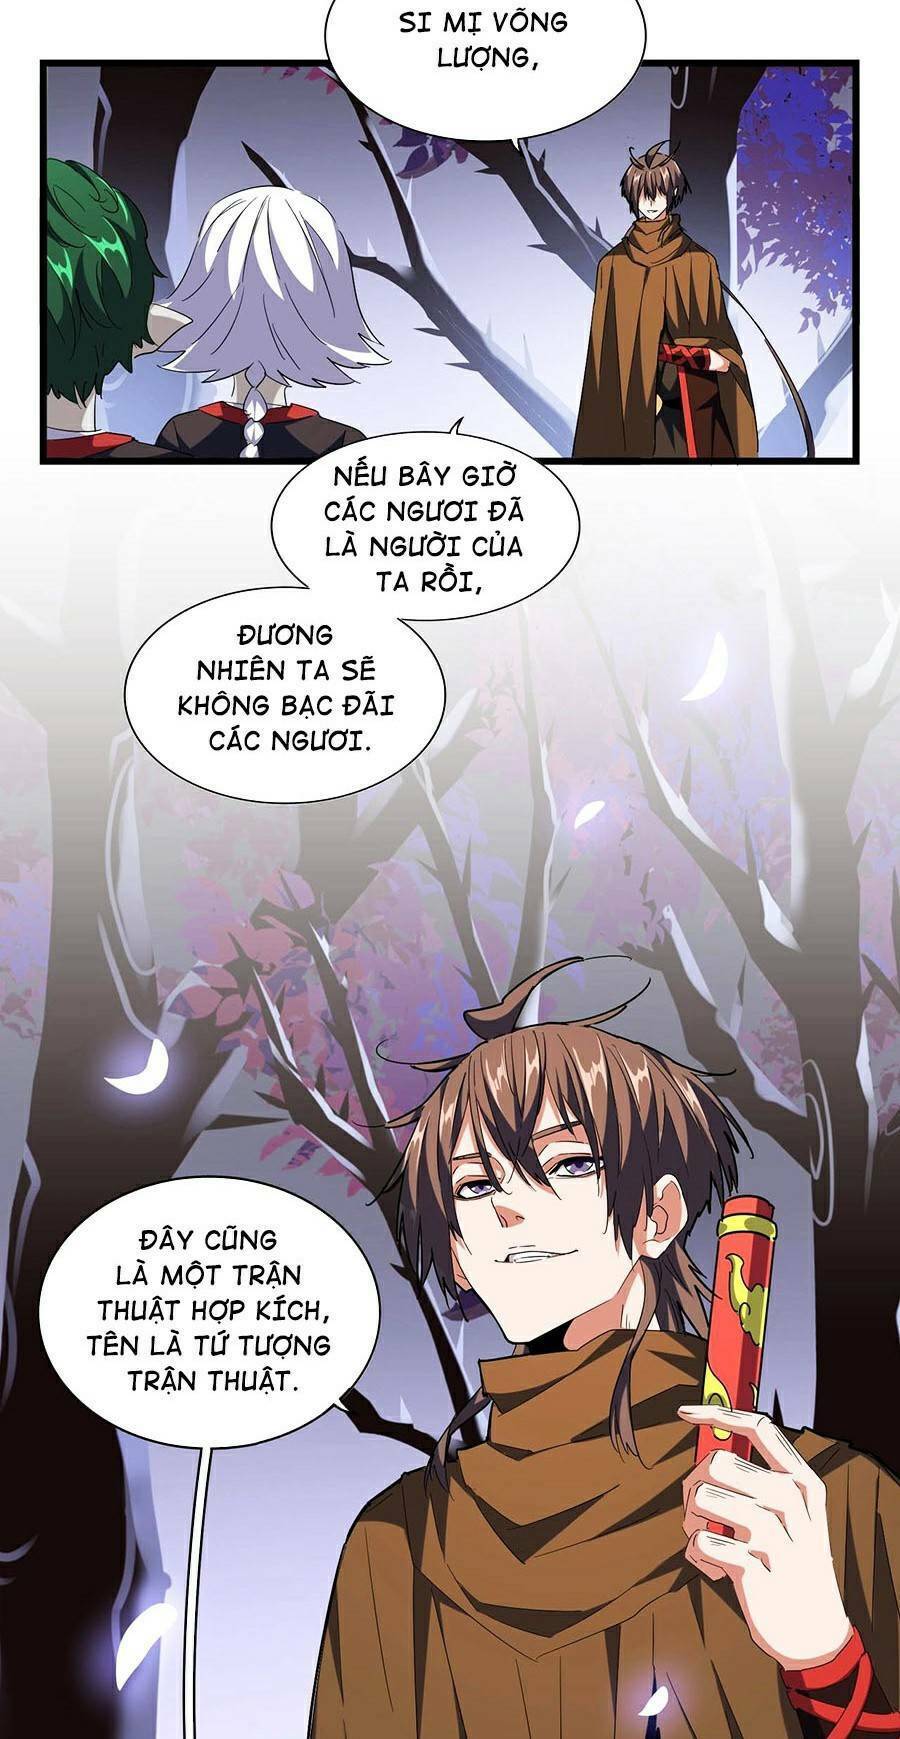 SI MỊ VÕNG
LƯỢNG,
NẾU BÂY GIỜ
CÁC NGƯƠI ĐÃ
LÀ NGƯỜI CỦA
TA RỒI,
ĐƯƠNG
NHIÊN TA SẼ
KHÔNG BẠC ĐÃI
CÁC NGƯƠI.
ĐÂY CŨNG
LÀ MỘT TRẬN
THUẬT HỢP KÍCH,
TÊN LÀ TỨ TƯỢNG
TRẬN THUẬT.